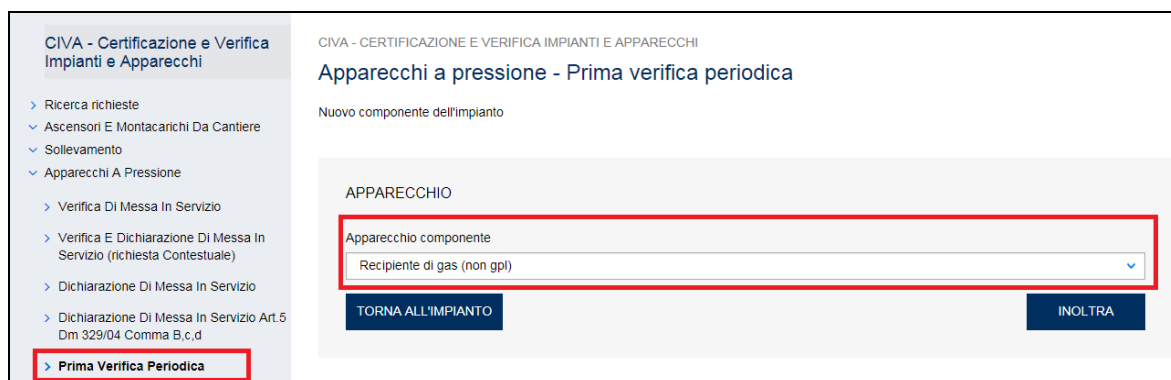 CIVA - Certificazione e Verifica
Impianti e Apparecchi
Ricerca richieste
Ascensori E Montacarichi Da Cantiere
Sollevamento
Apparecchi A Pressione
Verifica Di Messa In Servizio
Verifica E Dichiarazione Di Messa In
Servizio (richiesta Contestuale)
Dichiarazione Di Messa In Servizio
Dichiarazione Di Messa In Servizio Art.5
Dm 329/04 Comma B,c,d
Prima Verifica Periodica
CIVA - CERTIFICAZIONE E VERIFICA IMPIANTI E APPARECCHI
Apparecchi a pressione - Prima verifica periodica
Nuovo componente dell'impianto
APPARECCHIO
Apparecchio componente
Recipiente di gas (non gpl)
TORNA ALL'IMPIANTO
INOLTRA